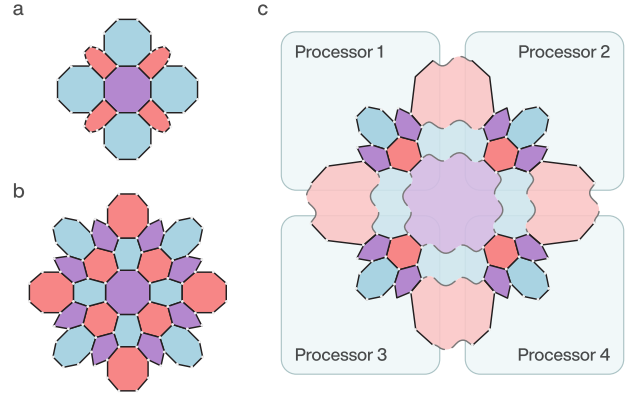 a
b
c
Processor 1
Processor 2
Processor 3
Processor 4